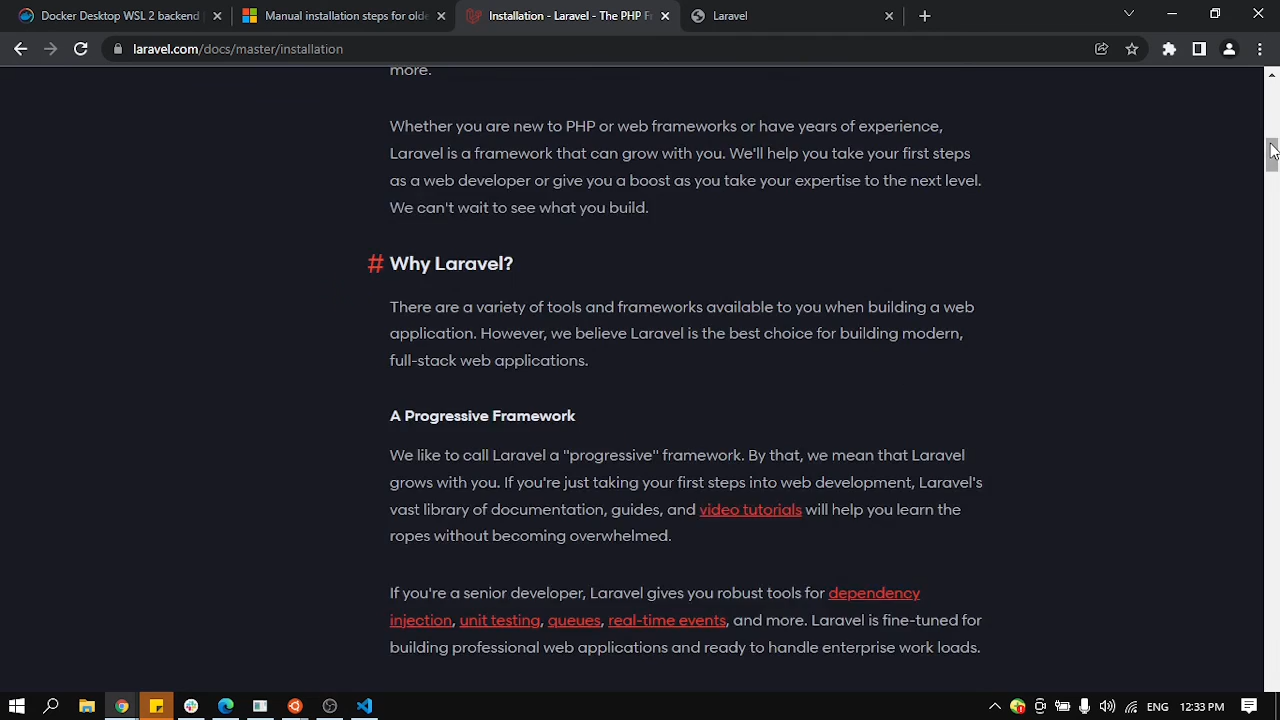 Docker Desktop WSL 2 backend
Manual installation steps for olde
Installation - Laravel - The PHP F
Laravel
laravel.com/docs/master/installation
more.
Whether you are new to PHP or web frameworks or have years of experience,
Laravel is a framework that can grow with you. We'll help you take your first steps
as a web developer or give you a boost as you take your expertise to the next level.
We can't wait to see what you build.
# Why Laravel?
There are a variety of tools and frameworks available to you when building a web
application. However, we believe Laravel is the best choice for building modern,
full-stack web applications.
A Progressive Framework
We like to call Laravel a "progressive" framework. By that, we mean that Laravel
grows with you. If you're just taking your first steps into web development, Laravel's
vast library of documentation, guides, and video tutorials will help you learn the
ropes without becoming overwhelmed.
If you're a senior developer, Laravel gives you robust tools for dependency
injection, unit testing, queues, real-time events, and more. Laravel is fine-tuned for
building professional web applications and ready to handle enterprise work loads.
ENG
12:33 PM